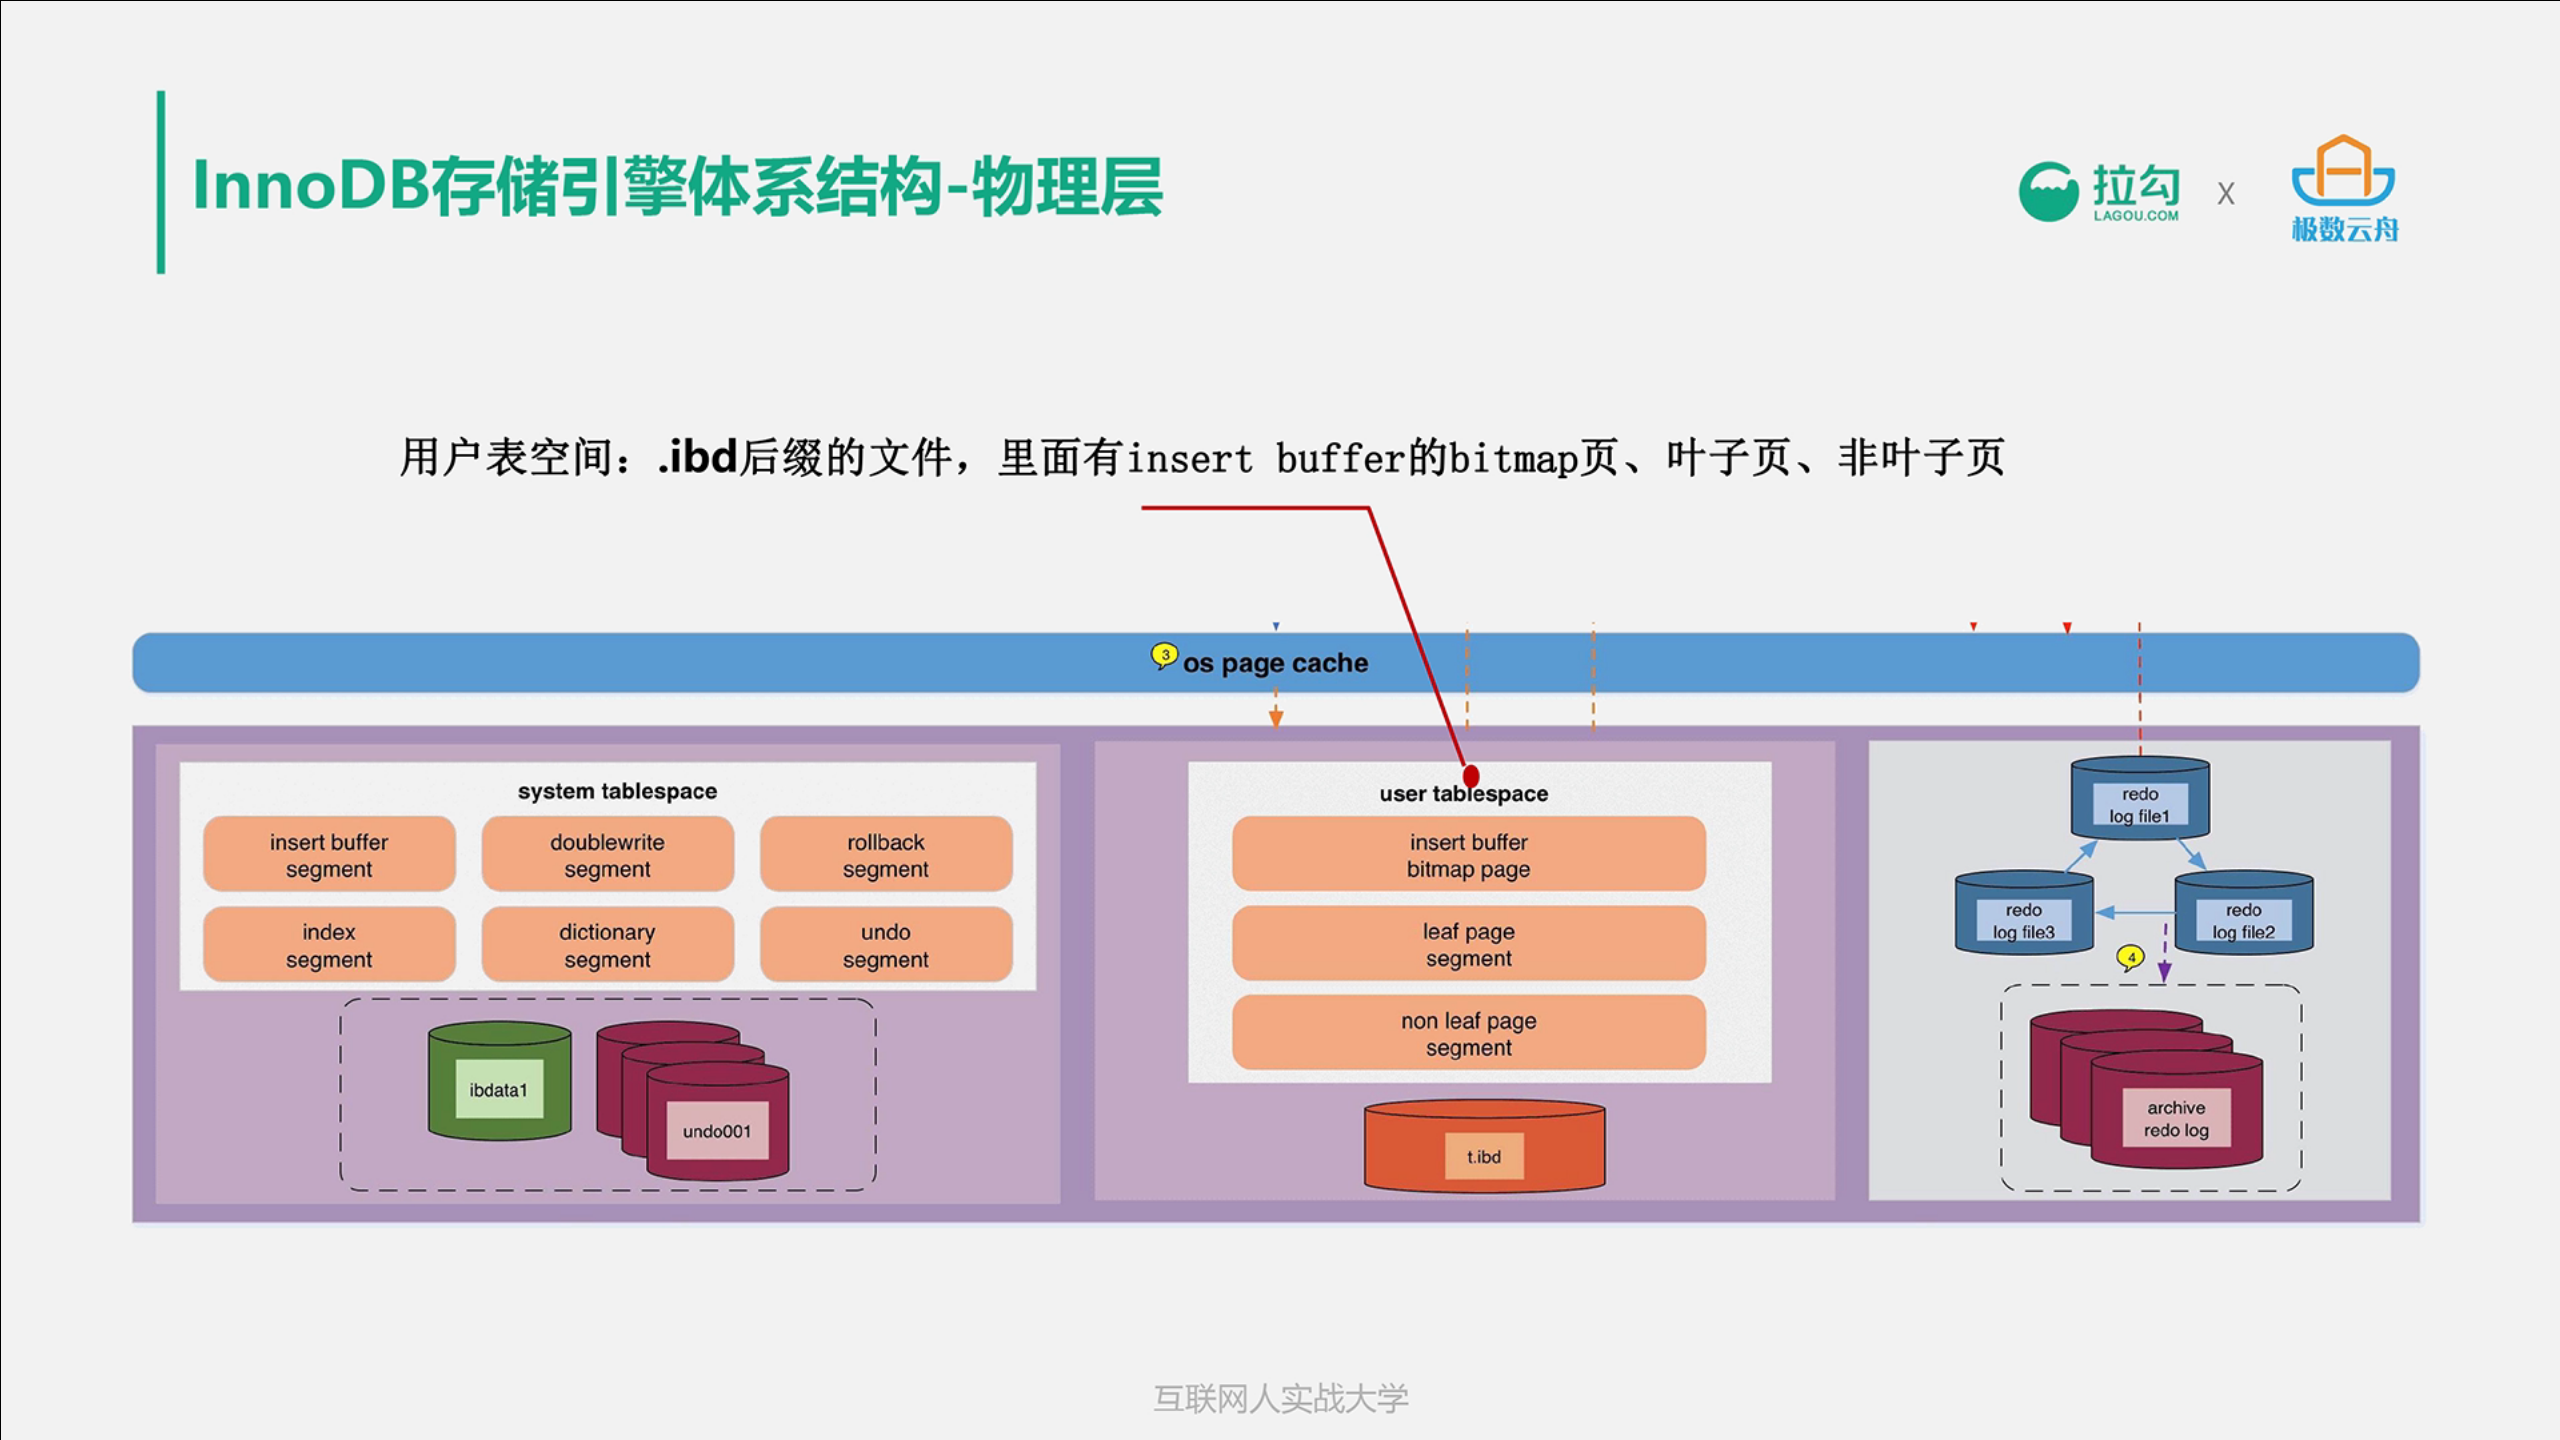 InnoDB存储引擎体系结构-物理层
拉勾
LAGOU.COM
X
极数云舟
用户表空间：.ibd后缀的文件，里面有insert buffer的bitmap页、叶子页、非叶子页
3
os page cache
system tablespace
insert buffer
segment
doublewrite
segment
rollback
segment
index
segment
dictionary
segment
undo
segment
ibdata1
undo001
user tablespace
insert buffer
bitmap page
leaf page
segment
non leaf page
segment
t.ibd
redo
log file1
redo
log file3
redo
log file2
4
archive
redo log
互联网人实战大学